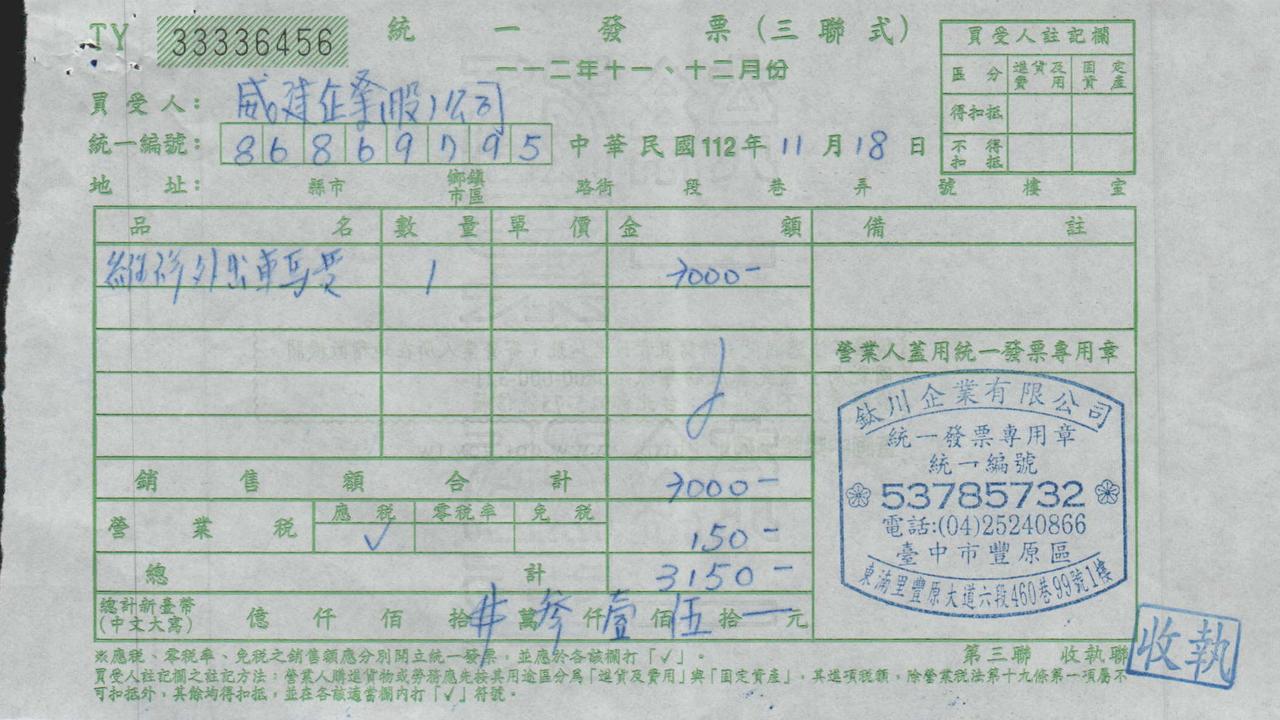 TY 33336456 統一發票(三聯式)
一一二年十一、十二月份
買受人註記欄
區分 進貨及費用 固定資產
得扣抵
不得扣抵
買受人: 威建企業(股)公司
統一編號: 86869795 中華民國112年11月18日
地址: 縣市 鄉鎮市區 路街 段 巷 弄 號 樓 室
品名 數量 單價 金額 備註
維修外出車馬費 1 3000-
營業人蓋用統一發票專用章
鈦川企業有限公司
統一發票專用章
統一編號
53785732
電話:(04)25240866
臺中市豐原區
東湳里豐原大道六段460巷99號1樓
銷售額合計 3000-
營業稅 應稅 ✓ 零稅率 免稅 150-
總計 3150-
總計新臺幣(中文大寫) 億 仟 佰 拾 # 萬 參 仟 壹 佰 伍 拾 一 元
※應稅、零稅率、免稅之銷售額應分別開立統一發票,並應於各該欄打「✓」。
第三聯 收執聯
收執
買受人註記欄之註記方法:營業人購進貨物或勞務應先按其用途區分為「進貨及費用」與「固定資產」,其進項稅額,除營業稅法第十九條第一項屬不
可扣抵外,其餘均得扣抵,並在各該適當欄內打「✓」符號。